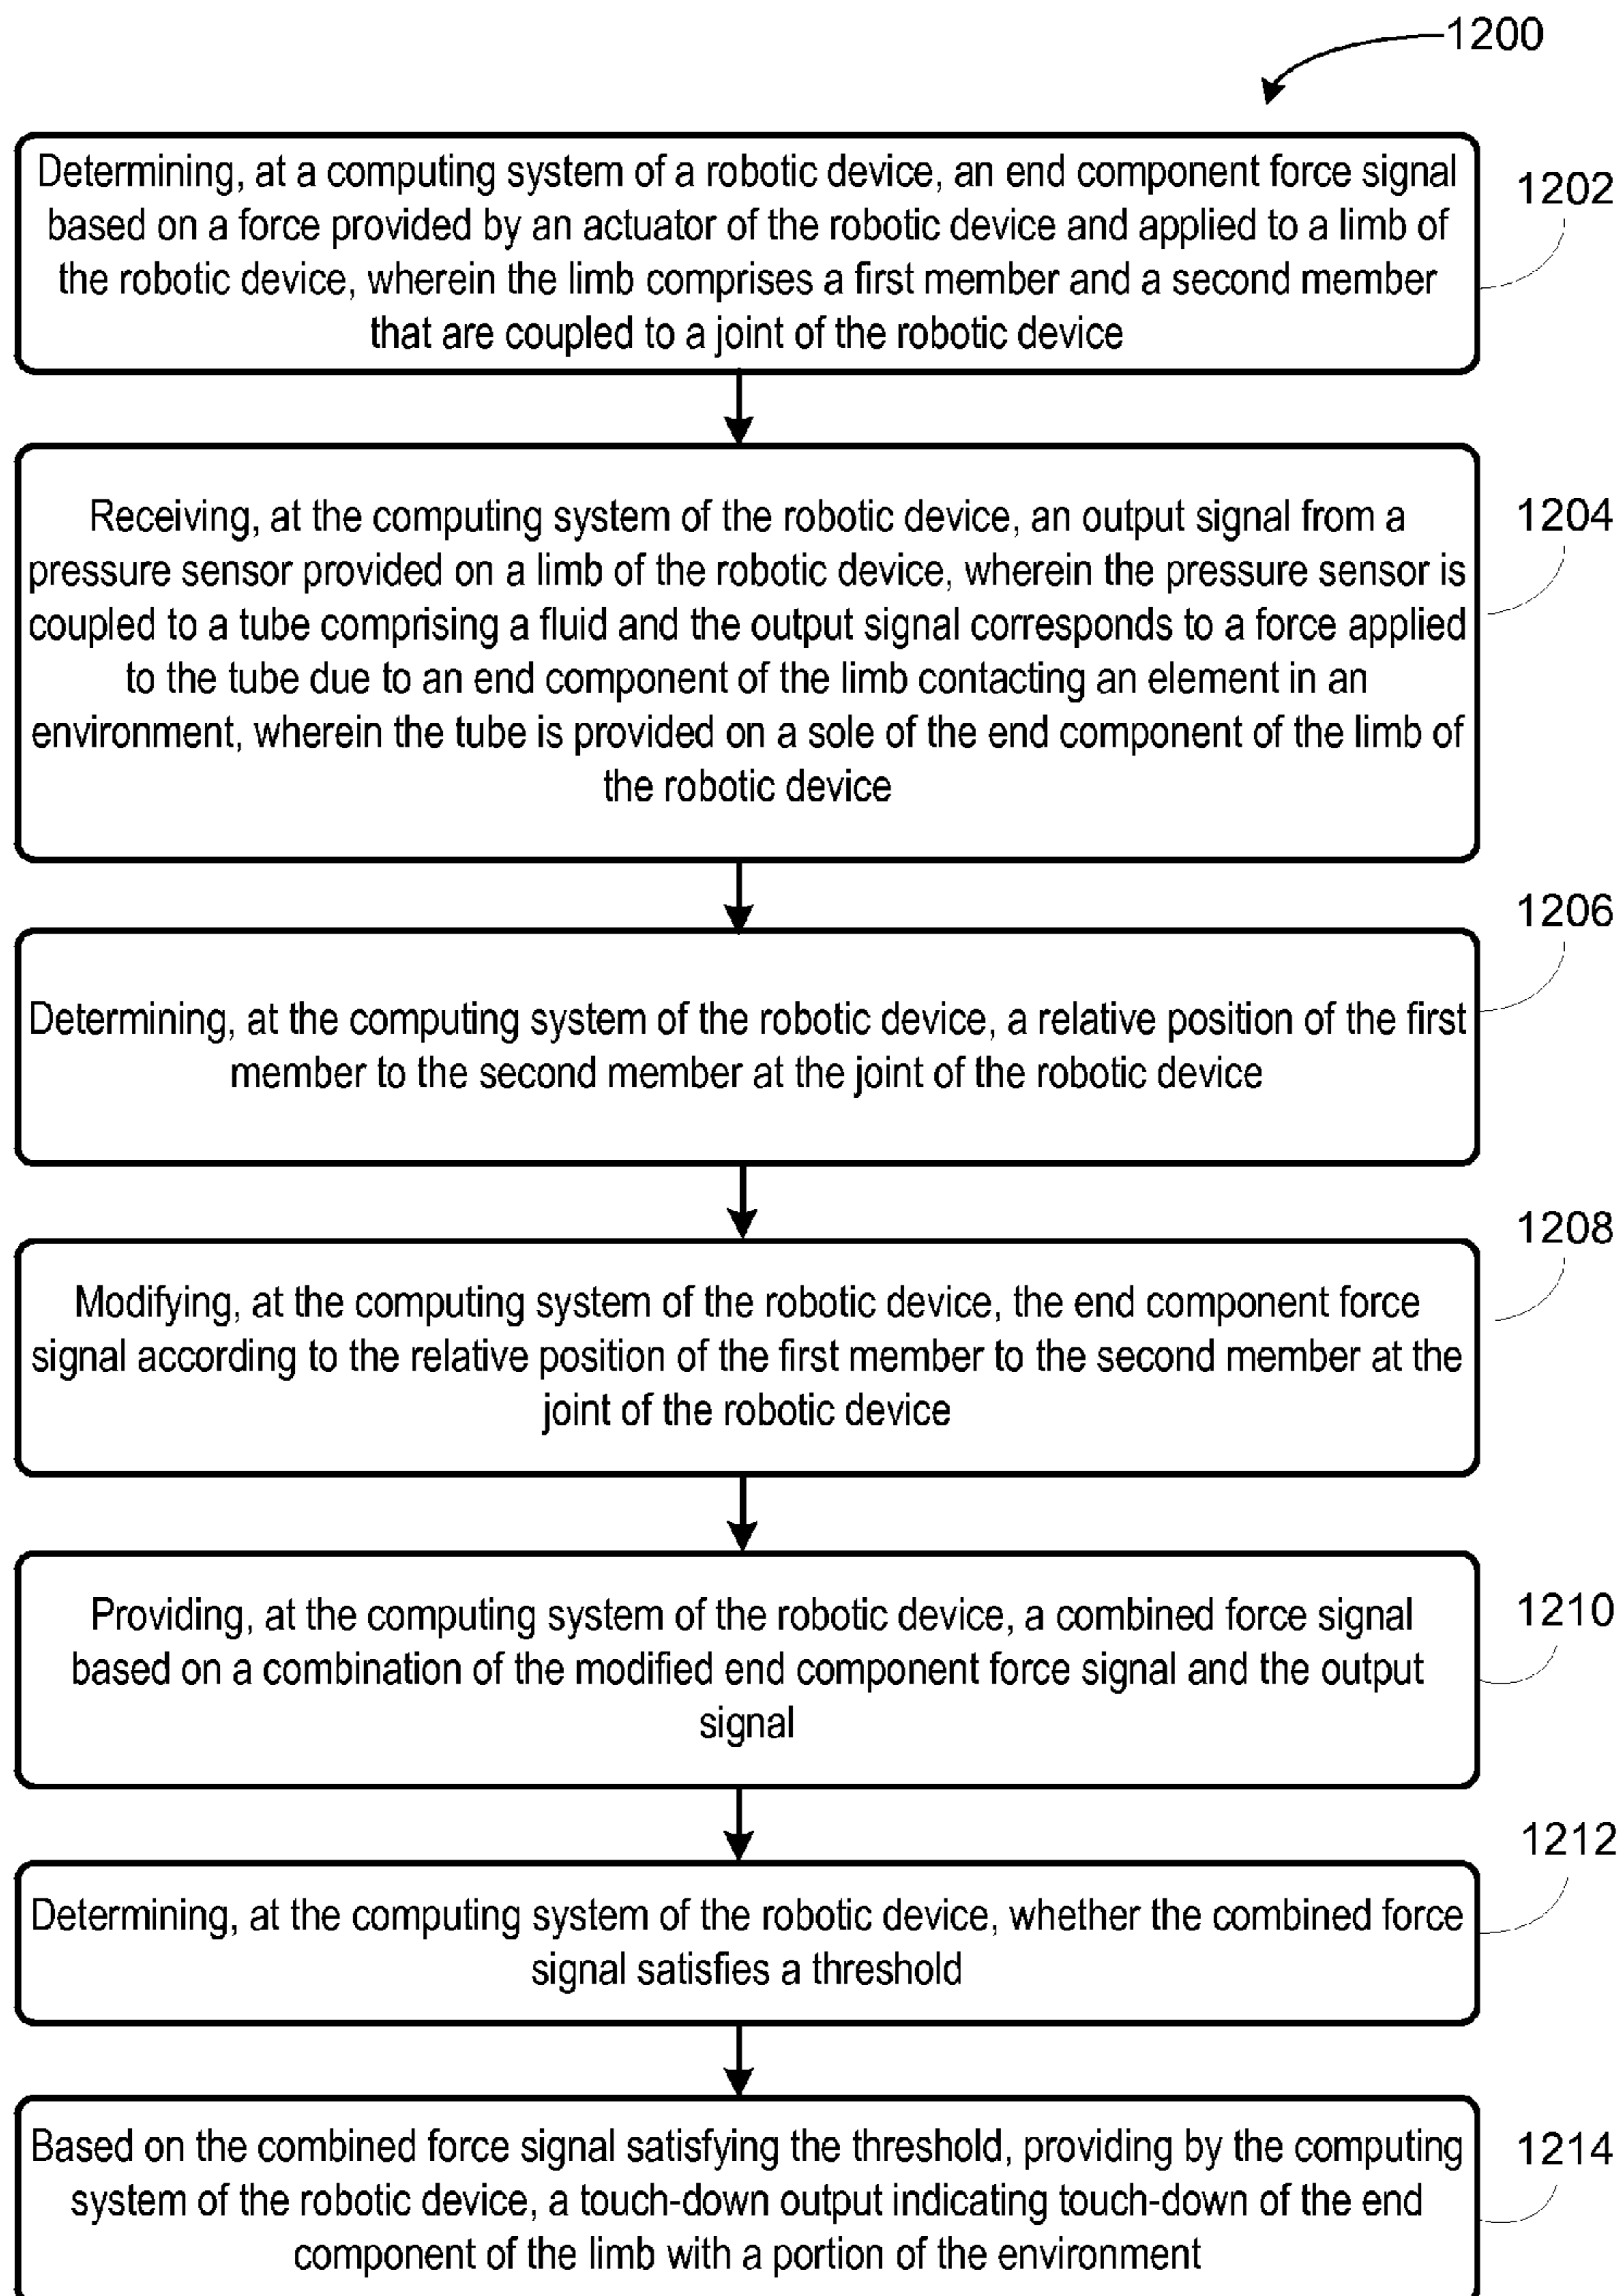 1200
Determining, at a computing system of a robotic device, an end component force signal
based on a force provided by an actuator of the robotic device and applied to a limb of
the robotic device, wherein the limb comprises a first member and a second member
that are coupled to a joint of the robotic device
1202
Receiving, at the computing system of the robotic device, an output signal from a
pressure sensor provided on a limb of the robotic device, wherein the pressure sensor is
coupled to a tube comprising a fluid and the output signal corresponds to a force applied
to the tube due to an end component of the limb contacting an element in an
environment, wherein the tube is provided on a sole of the end component of the limb of
the robotic device
1204
Determining, at the computing system of the robotic device, a relative position of the first
member to the second member at the joint of the robotic device
1206
Modifying, at the computing system of the robotic device, the end component force
signal according to the relative position of the first member to the second member at the
joint of the robotic device
1208
Providing, at the computing system of the robotic device, a combined force signal
based on a combination of the modified end component force signal and the output
signal
1210
Determining, at the computing system of the robotic device, whether the combined force
signal satisfies a threshold
1212
Based on the combined force signal satisfying the threshold, providing by the computing
system of the robotic device, a touch-down output indicating touch-down of the end
component of the limb with a portion of the environment
1214